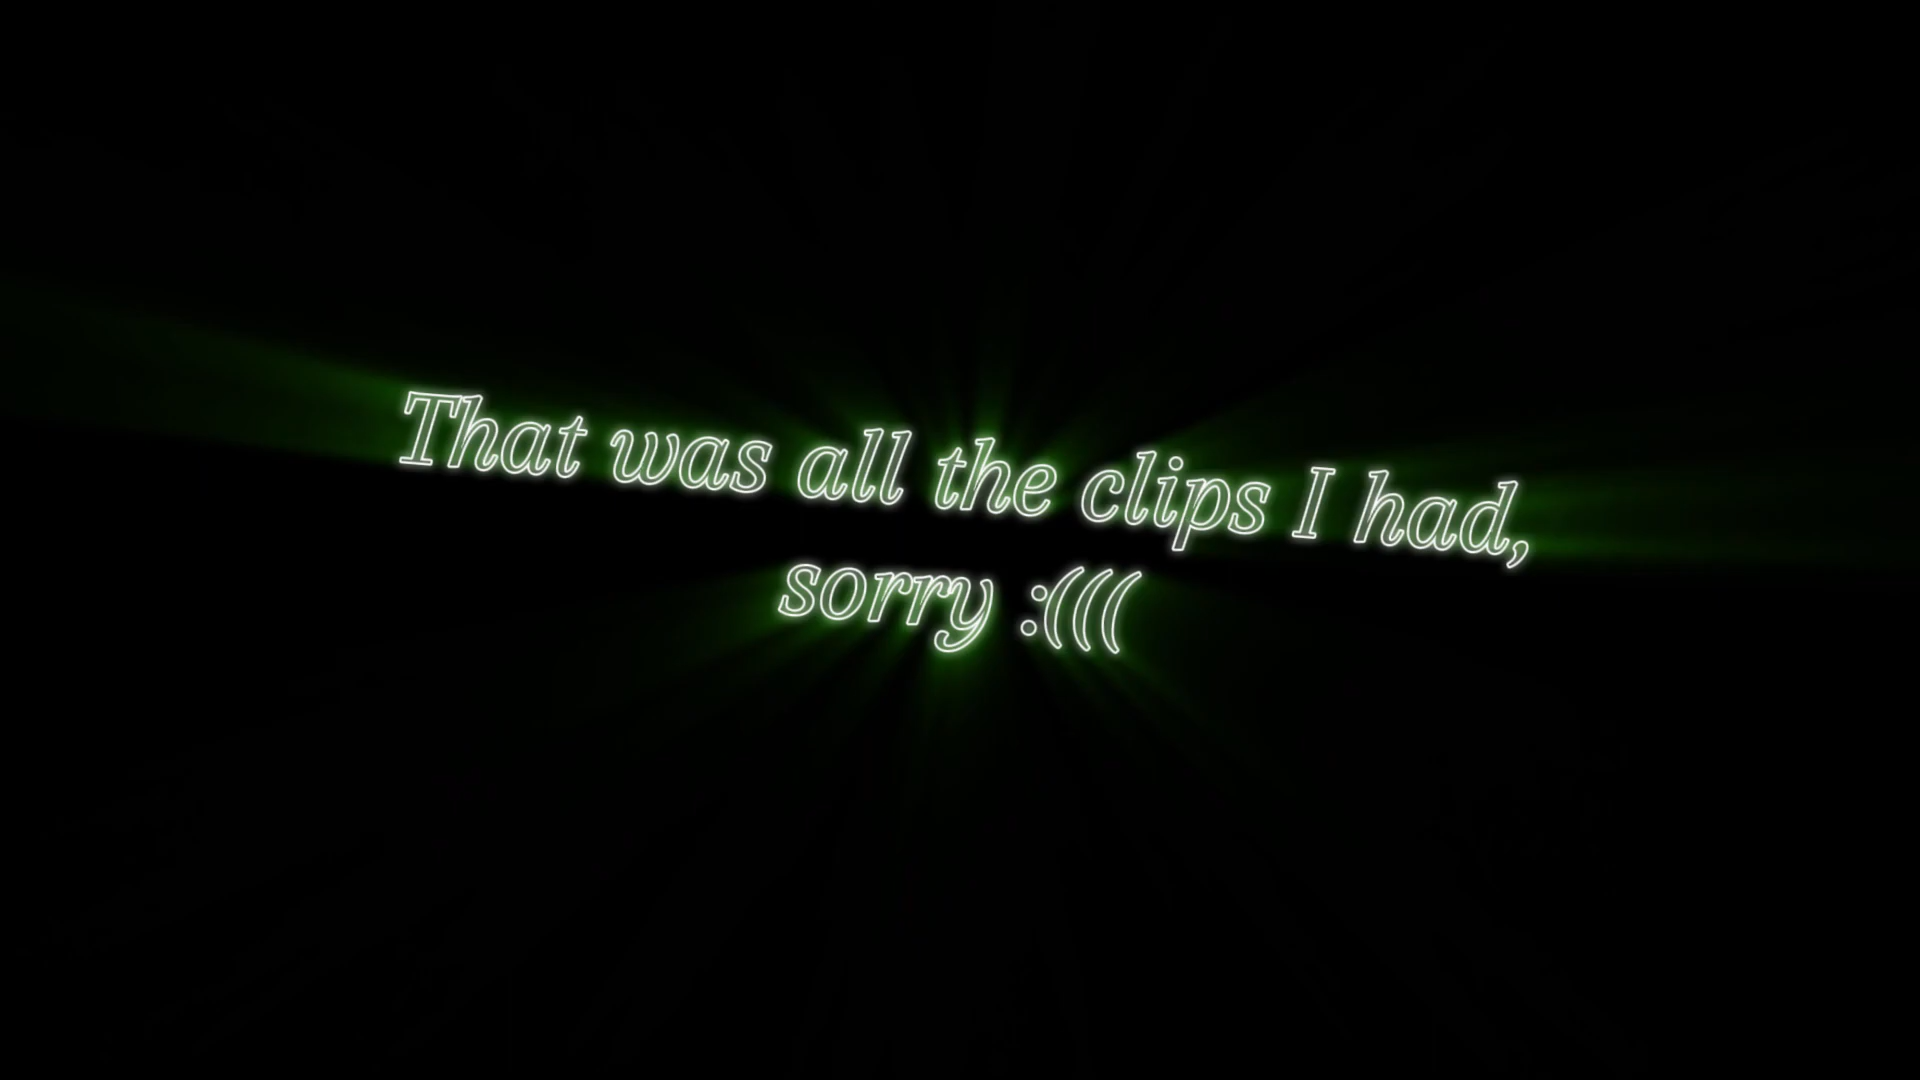 That was all the clips I had,
sorry :(((